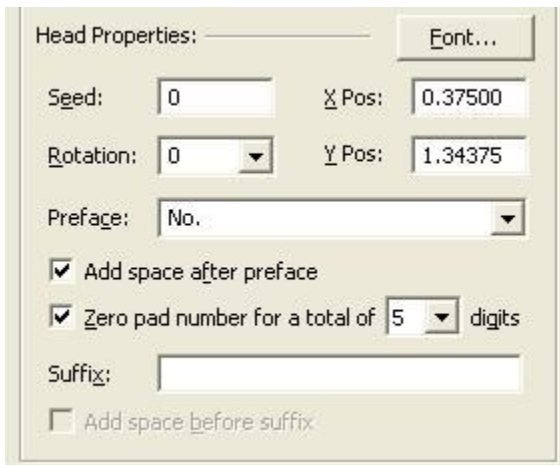 Head Properties: Font...
Seed: 0 X Pos: 0.37500
Rotation: 0 Y Pos: 1.34375
Preface: No.
Add space after preface
Zero pad number for a total of 5 digits
Suffix:
Add space before suffix